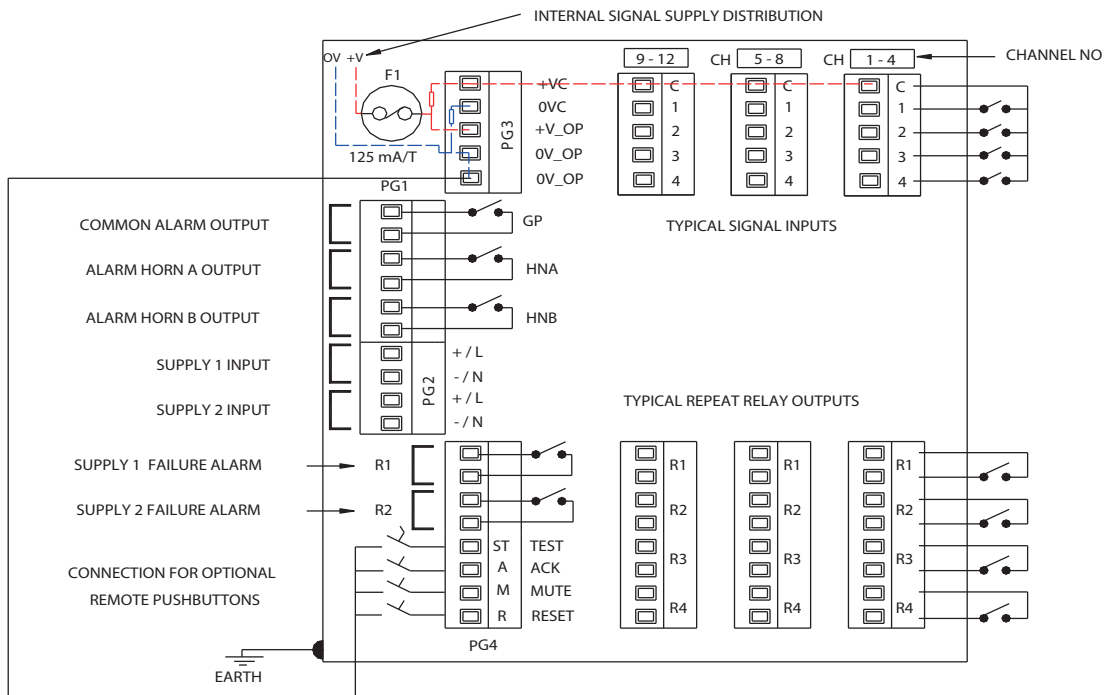 INTERNAL SIGNAL SUPPLY DISTRIBUTION
CHANNEL NO
9 - 12
CH 5 - 8
CH 1 - 4
0V +V
F1
125 mA/T
+VC
0VC
+V_OP
0V_OP
0V_OP
PG3
C
1
2
3
4
C
1
2
3
4
C
1
2
3
4
TYPICAL SIGNAL INPUTS
PG1
COMMON ALARM OUTPUT
GP
ALARM HORN A OUTPUT
HNA
ALARM HORN B OUTPUT
HNB
SUPPLY 1 INPUT
+ / L
- / N
SUPPLY 2 INPUT
+ / L
- / N
PG2
TYPICAL REPEAT RELAY OUTPUTS
SUPPLY 1 FAILURE ALARM
R1
SUPPLY 2 FAILURE ALARM
R2
CONNECTION FOR OPTIONAL
REMOTE PUSHBUTTONS
ST TEST
A ACK
M MUTE
R RESET
PG4
R1
R2
R3
R4
R1
R2
R3
R4
R1
R2
R3
R4
EARTH